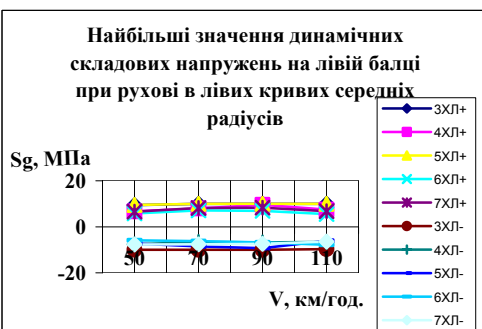 Найбільші значення динамічних
складових напружень на лівій балці
при рухові в лівих кривих середніх
радіусів
Sg, МПа
20
0
-20
50 70 90 110
V, км/год.
3ХЛ+
4ХЛ+
5ХЛ+
6ХЛ+
7ХЛ+
3ХЛ-
4ХЛ-
5ХЛ-
6ХЛ-
7ХЛ-